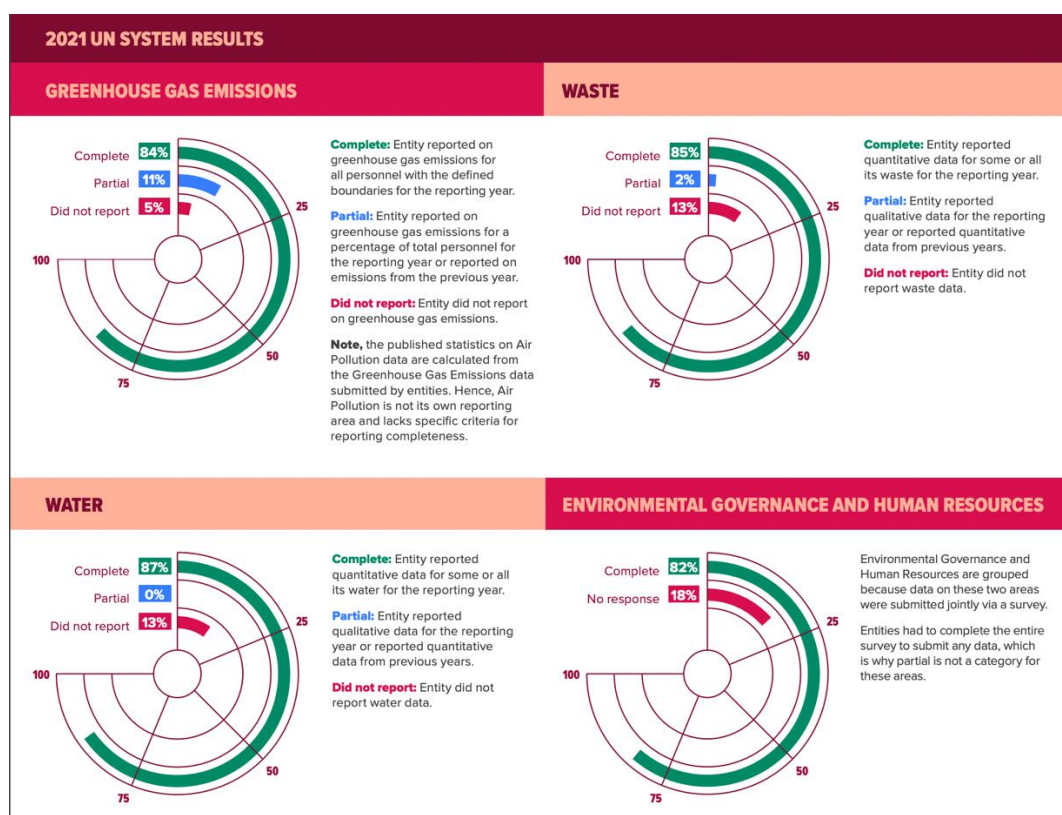 2021 UN SYSTEM RESULTS
GREENHOUSE GAS EMISSIONS
Complete 84%
Partial 11%
Did not report 5%
25
50
75
100
Complete: Entity reported on
greenhouse gas emissions for
all personnel with the defined
boundaries for the reporting year.
Partial: Entity reported on
greenhouse gas emissions for a
percentage of total personnel for
the reporting year or reported on
emissions from the previous year.
Did not report: Entity did not report
on greenhouse gas emissions.
Note, the published statistics on Air
Pollution data are calculated from
the Greenhouse Gas Emissions data
submitted by entities. Hence, Air
Pollution is not its own reporting
area and lacks specific criteria for
reporting completeness.
WASTE
Complete 85%
Partial 2%
Did not report 13%
25
50
75
100
Complete: Entity reported
quantitative data for some or all
its waste for the reporting year.
Partial: Entity reported
qualitative data for the reporting
year or reported quantitative
data from previous years.
Did not report: Entity did not
report waste data.
WATER
Complete 87%
Partial 0%
Did not report 13%
25
50
75
100
Complete: Entity reported
quantitative data for some or all
its water for the reporting year.
Partial: Entity reported
qualitative data for the reporting
year or reported quantitative
data from previous years.
Did not report: Entity did not
report water data.
ENVIRONMENTAL GOVERNANCE AND HUMAN RESOURCES
Complete 82%
No response 18%
25
50
75
100
Environmental Governance and
Human Resources are grouped
because data on these two areas
were submitted jointly via a survey.
Entities had to complete the entire
survey to submit any data, which
is why partial is not a category for
these areas.